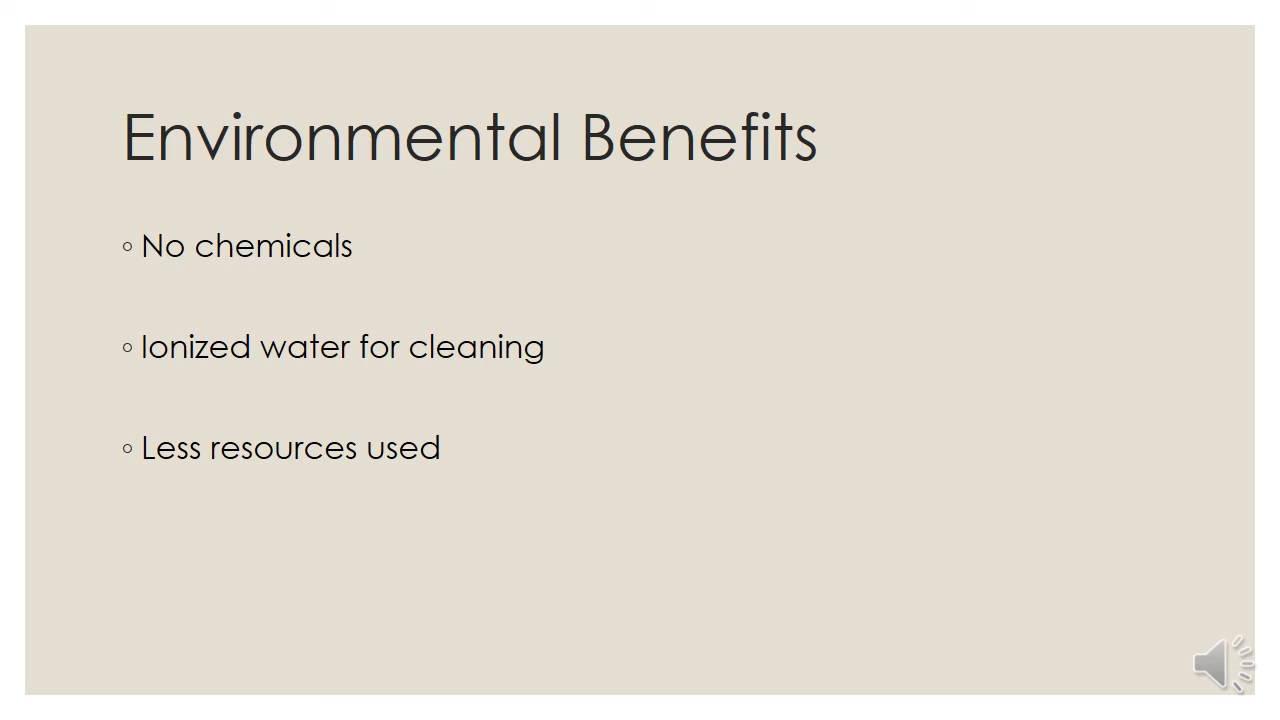 Environmental Benefits
◦ No chemicals
◦ Ionized water for cleaning
◦ Less resources used